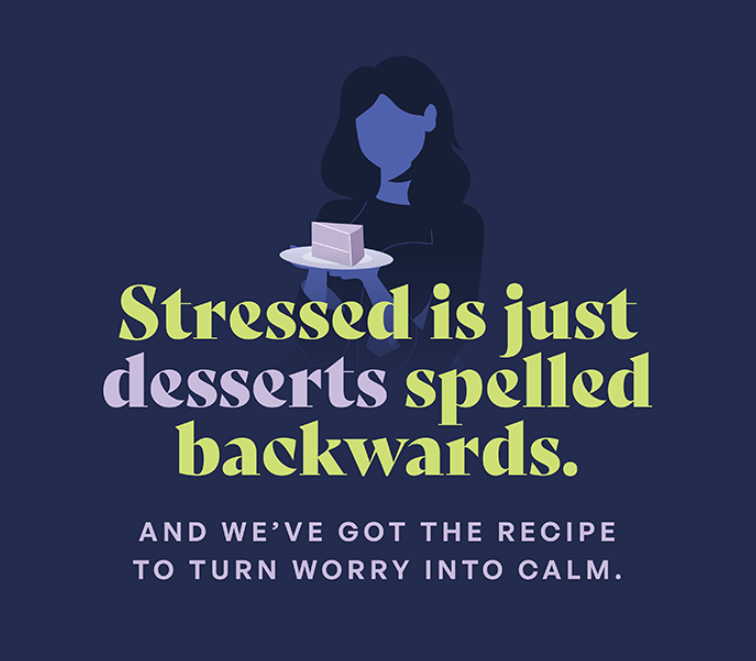 Stressed is just
desserts spelled
backwards.
AND WE’VE GOT THE RECIPE
TO TURN WORRY INTO CALM.